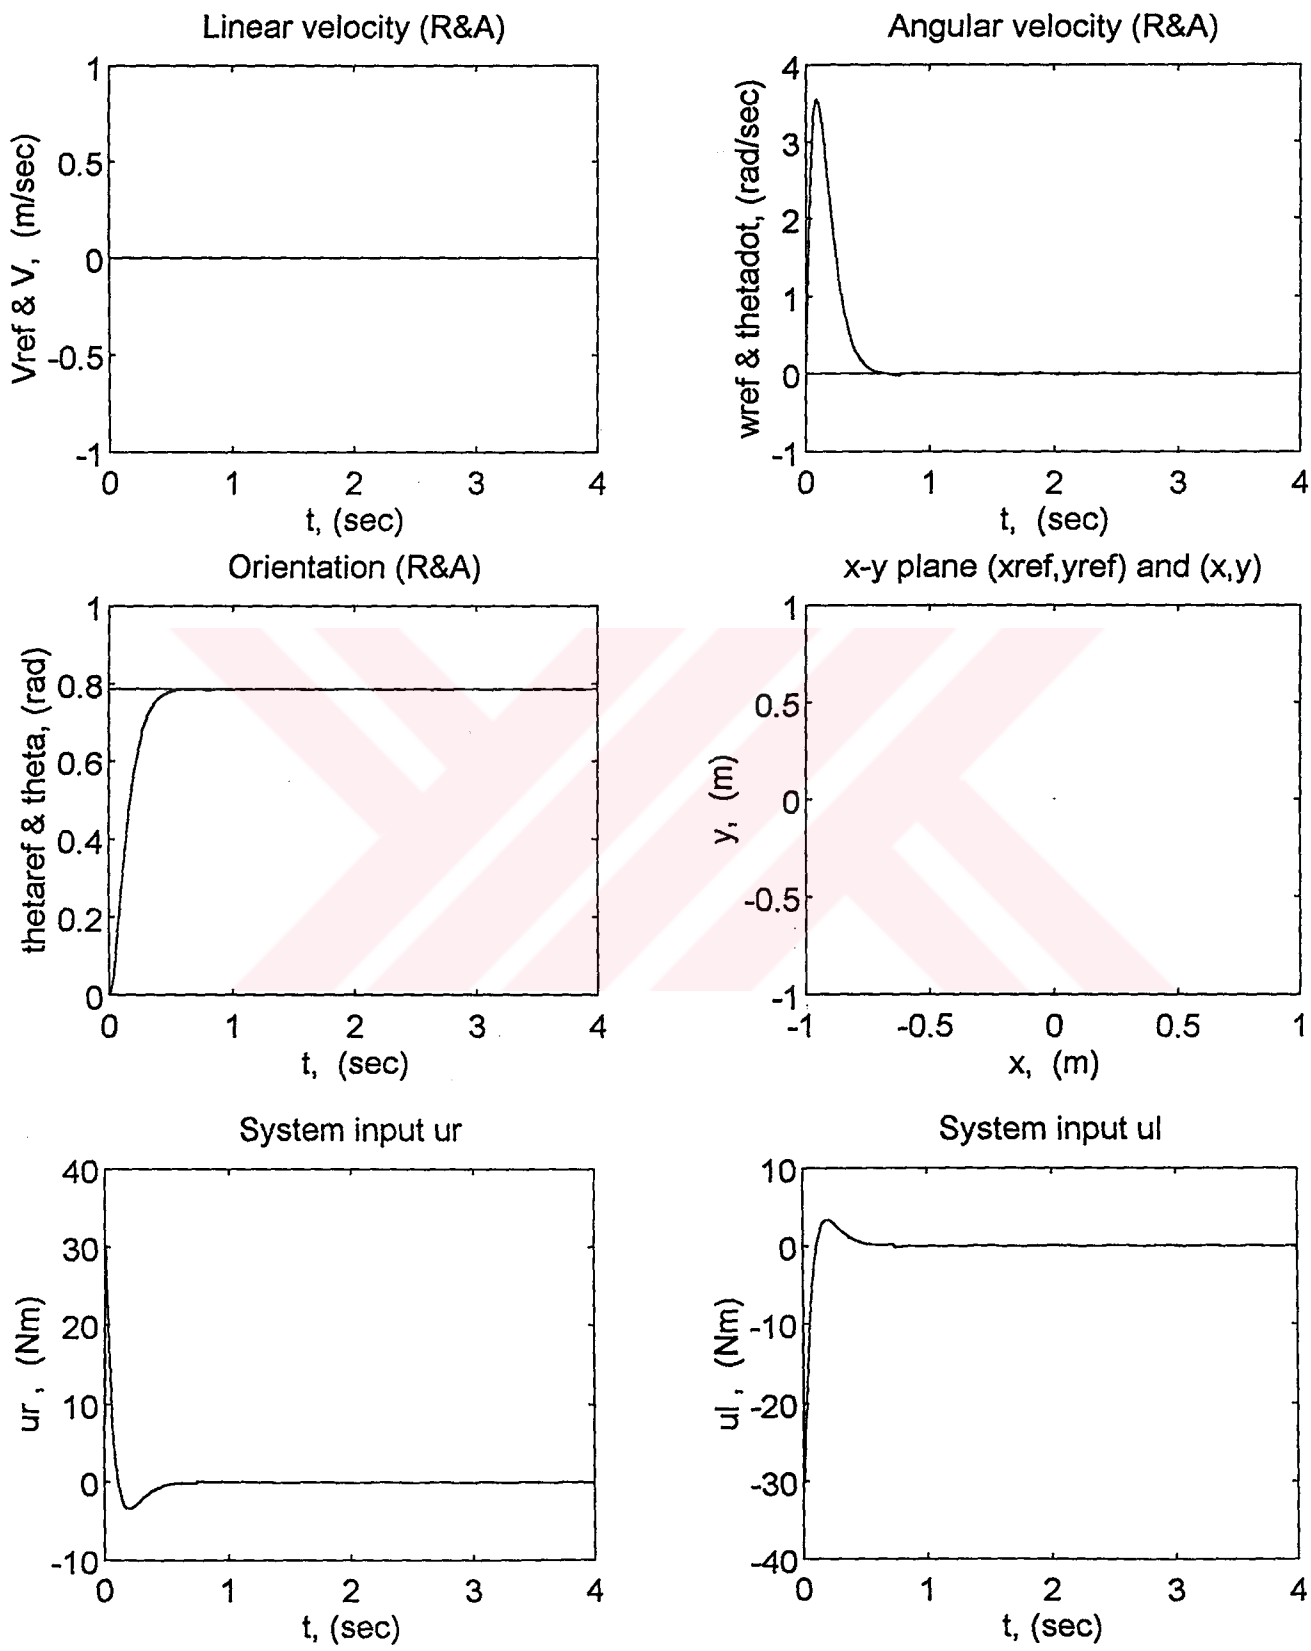 Linear velocity (R&A)
1
0.5
0
-0.5
-1
Vref & V, (m/sec)
0 1 2 3 4
t, (sec)
Angular velocity (R&A)
4
3
2
1
0
-1
wref & thetadot, (rad/sec)
0 1 2 3 4
t, (sec)
Orientation (R&A)
1
0.8
0.6
0.4
0.2
0
thetaref & theta, (rad)
0 1 2 3 4
t, (sec)
x-y plane (xref,yref) and (x,y)
1
0.5
0
-0.5
-1
y, (m)
-1 -0.5 0 0.5 1
x, (m)
System input ur
40
30
20
10
0
-10
ur , (Nm)
0 1 2 3 4
t, (sec)
System input ul
10
0
-10
-20
-30
-40
ul , (Nm)
0 1 2 3 4
t, (sec)